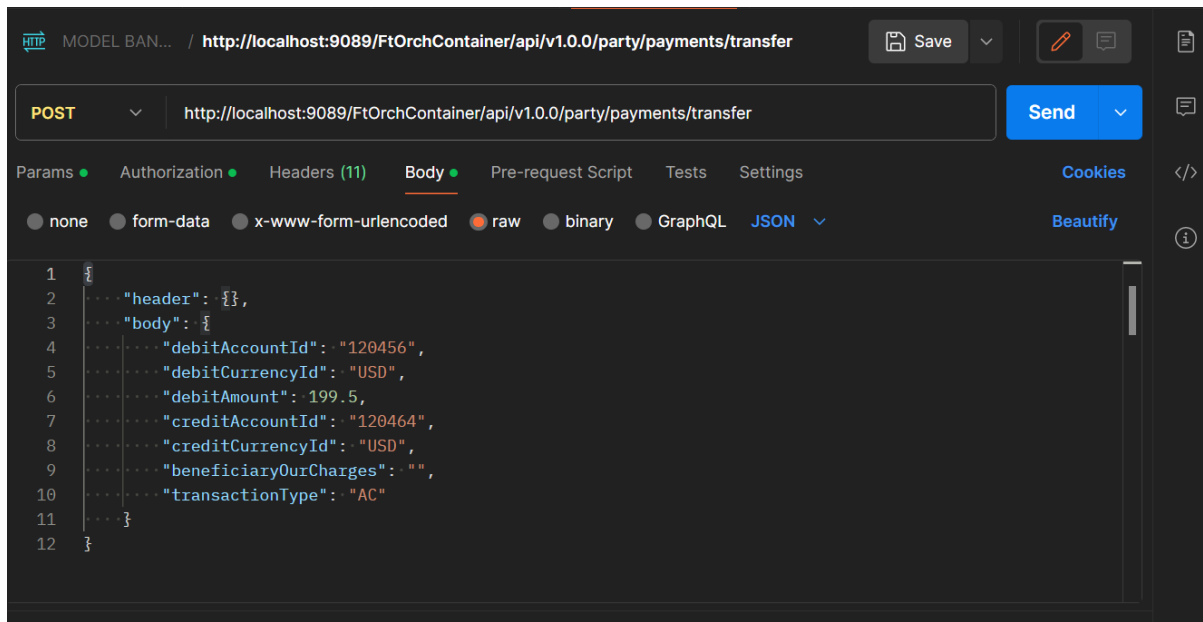 HTTP MODEL BAN... / http://localhost:9089/FtOrchContainer/api/v1.0.0/party/payments/transfer Save
POST http://localhost:9089/FtOrchContainer/api/v1.0.0/party/payments/transfer Send
Params Authorization Headers (11) Body Pre-request Script Tests Settings Cookies
none form-data x-www-form-urlencoded raw binary GraphQL JSON Beautify
1 {
2 "header": {},
3 "body": {
4 "debitAccountId": "120456",
5 "debitCurrencyId": "USD",
6 "debitAmount": 199.5,
7 "creditAccountId": "120464",
8 "creditCurrencyId": "USD",
9 "beneficiaryOurCharges": "",
10 "transactionType": "AC"
11 }
12 }